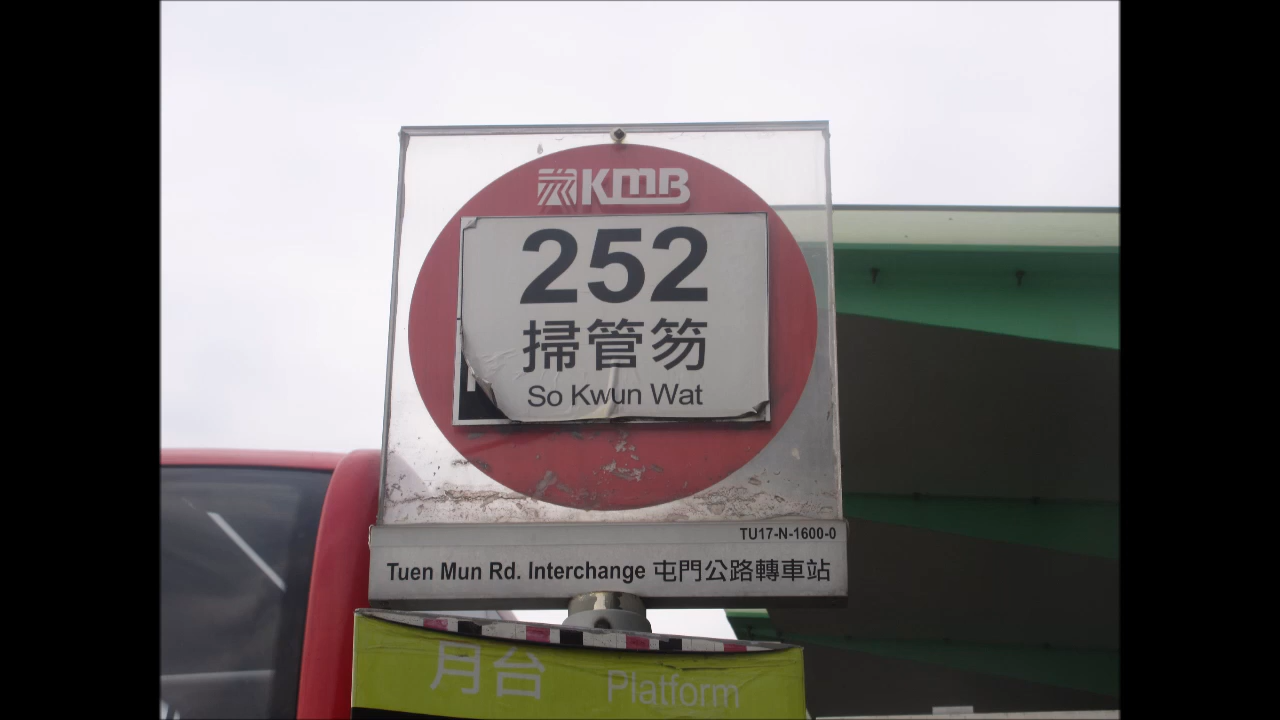 KMB
252
掃管笏
So Kwun Wat
TU17-N-1600-0
Tuen Mun Rd. Interchange 屯門公路轉車站
月台 Platform